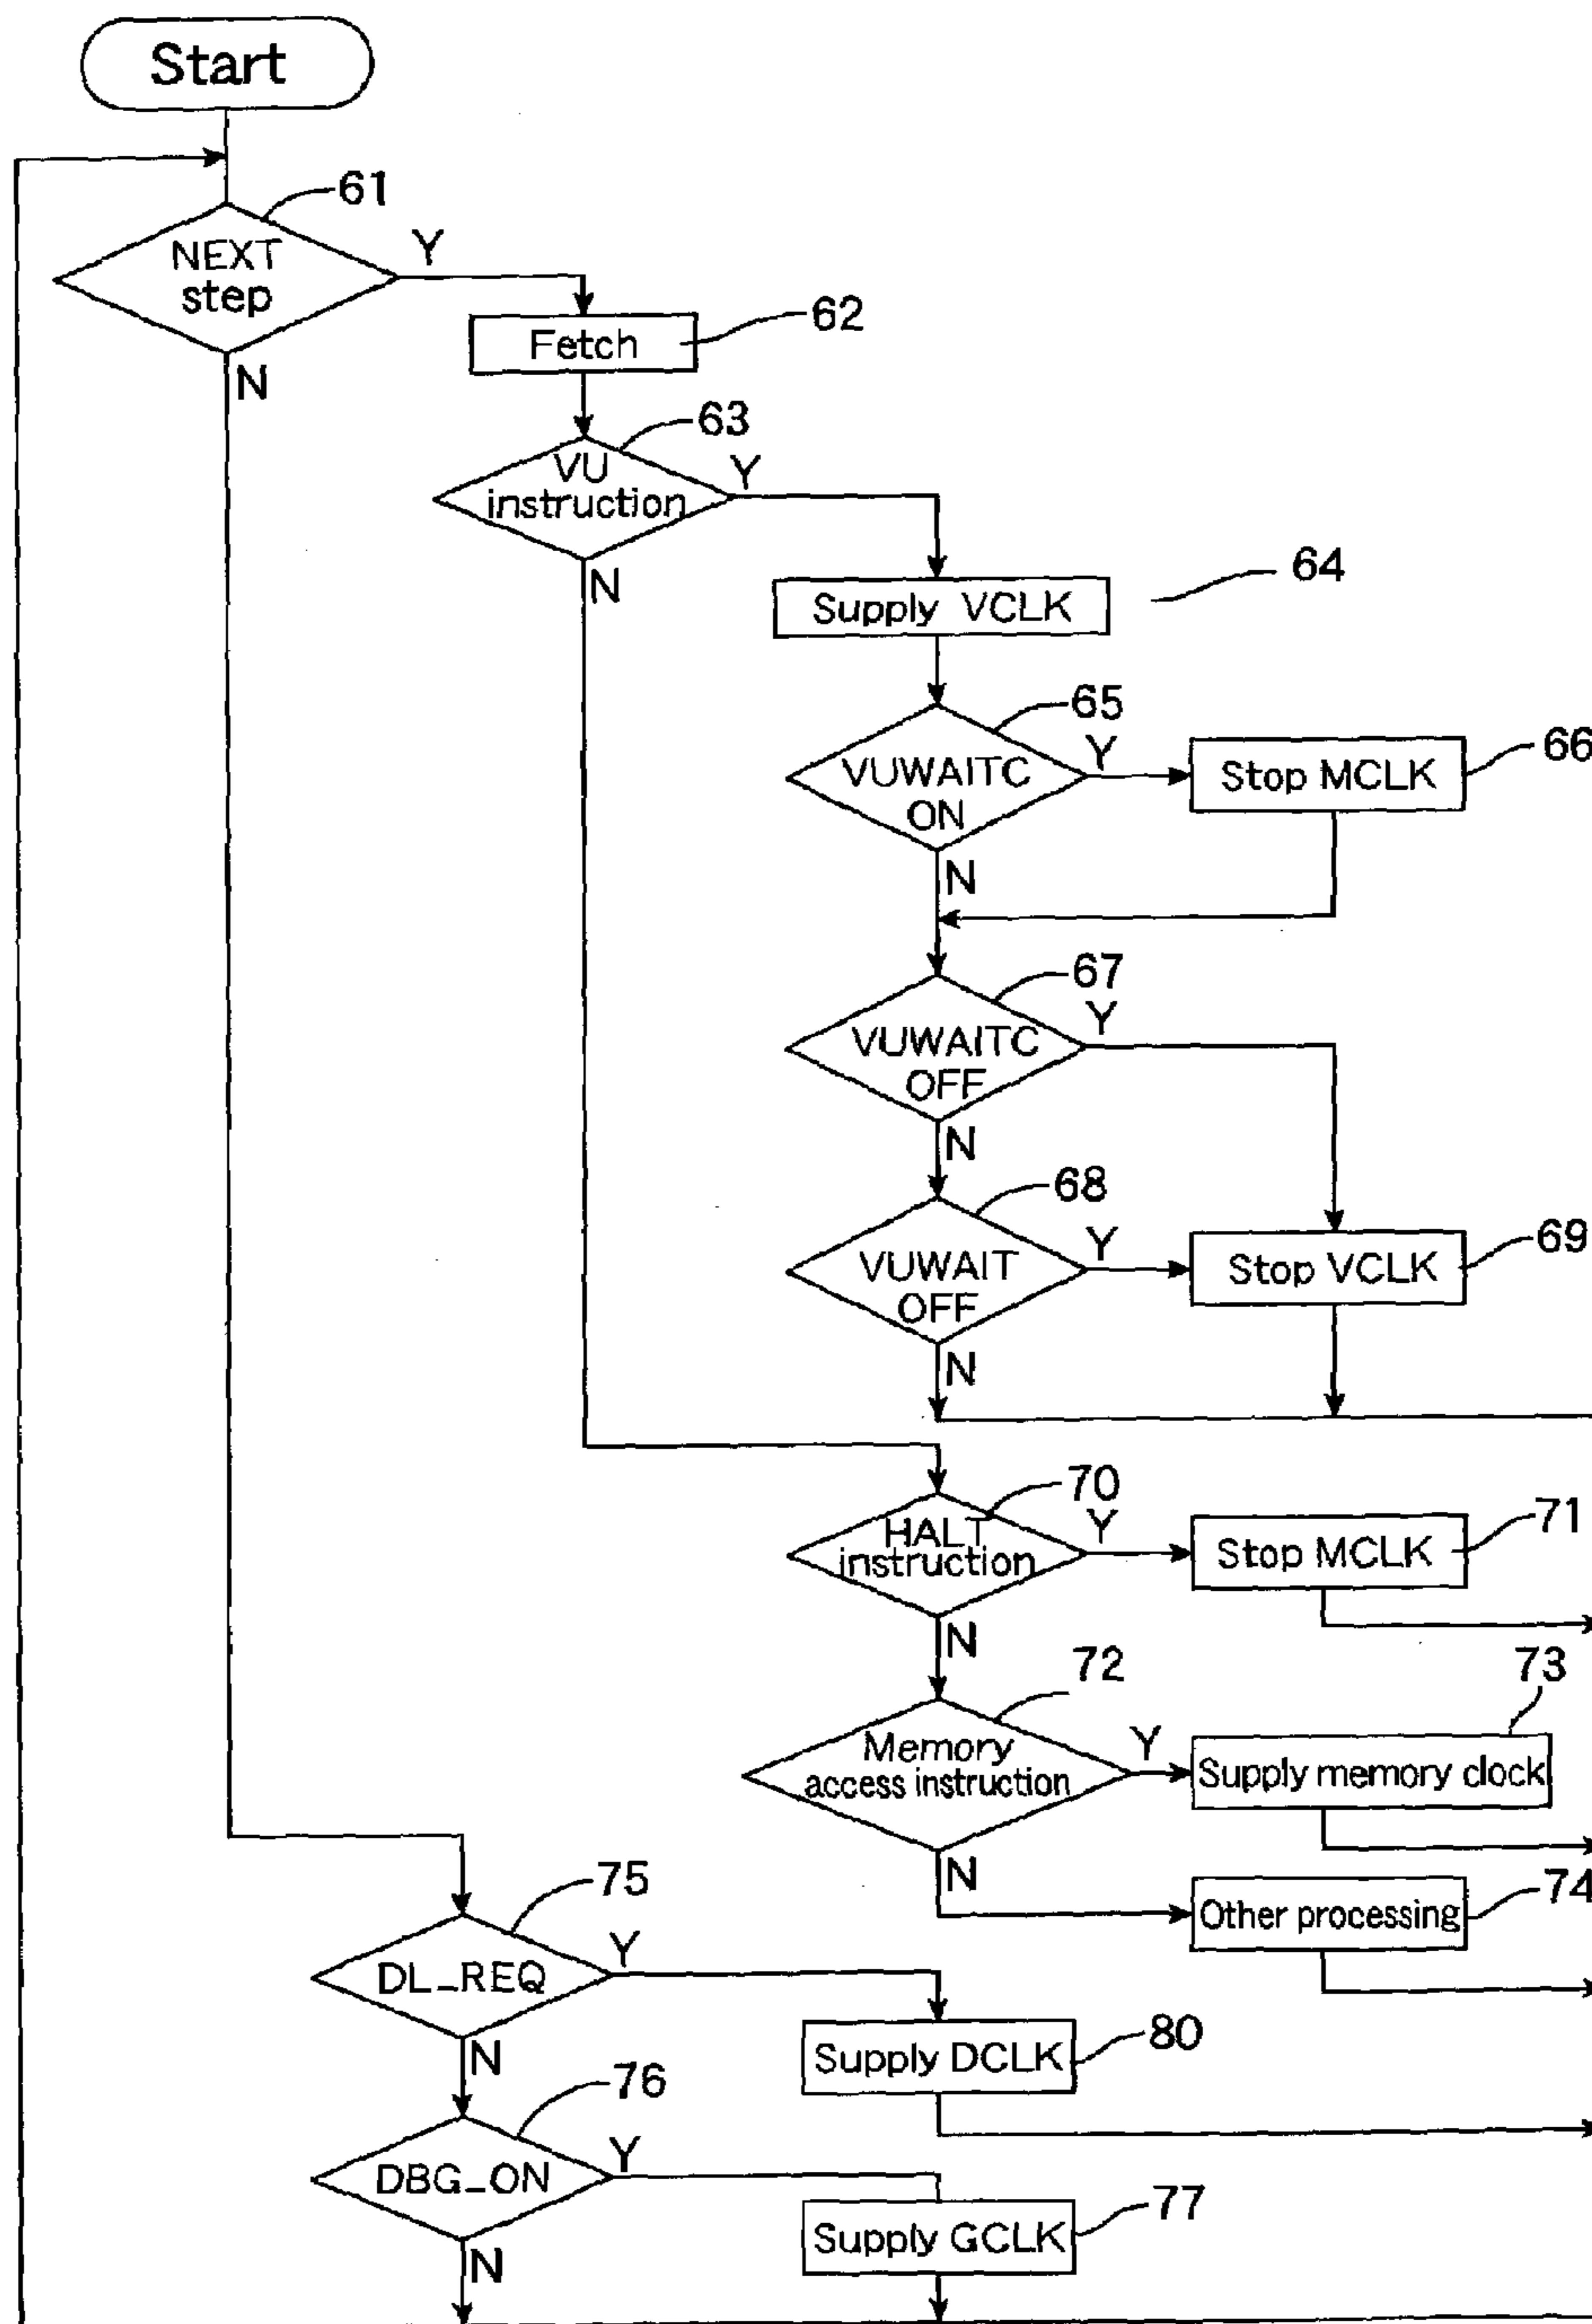 Start
61
NEXT
step
Y
N
Fetch
62
63
VU
instruction
Y
N
Supply VCLK
64
65
VUWAITC
ON
Y
N
Stop MCLK
66
67
VUWAITC
OFF
Y
N
68
VUWAIT
OFF
Y
N
Stop VCLK
69
70
HALT
instruction
Y
N
Stop MCLK
71
72
Memory
access instruction
Y
N
73
Supply memory clock
Other processing
74
75
DL_REQ
Y
N
Supply DCLK
80
76
DBG_ON
Y
N
Supply GCLK
77